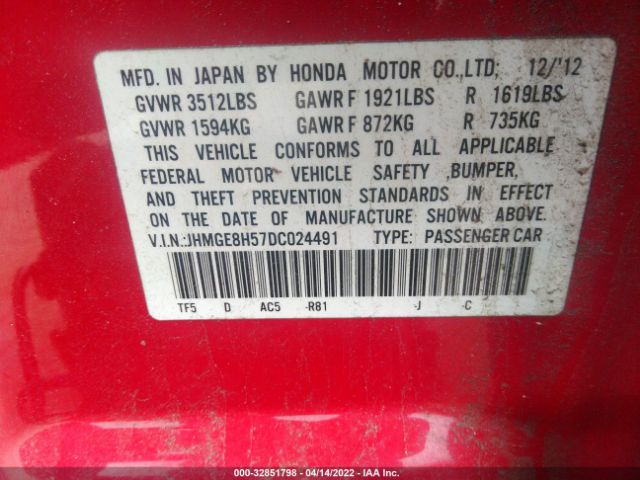 MFD. IN JAPAN BY HONDA MOTOR CO.,LTD; 12/'12
GVWR 3512LBS GAWR F 1921LBS R 1619LBS
GVWR 1594KG GAWR F 872KG R 735KG
THIS VEHICLE CONFORMS TO ALL APPLICABLE
FEDERAL MOTOR VEHICLE SAFETY ,BUMPER,
AND THEFT PREVENTION STANDARDS IN EFFECT
ON THE DATE OF MANUFACTURE SHOWN ABOVE.
V.I.N.:JHMGE8H57DC024491 TYPE: PASSENGER CAR
TF5 D AC5 -R81 -J -C
000-32851798 - 04/14/2022 - IAA Inc.